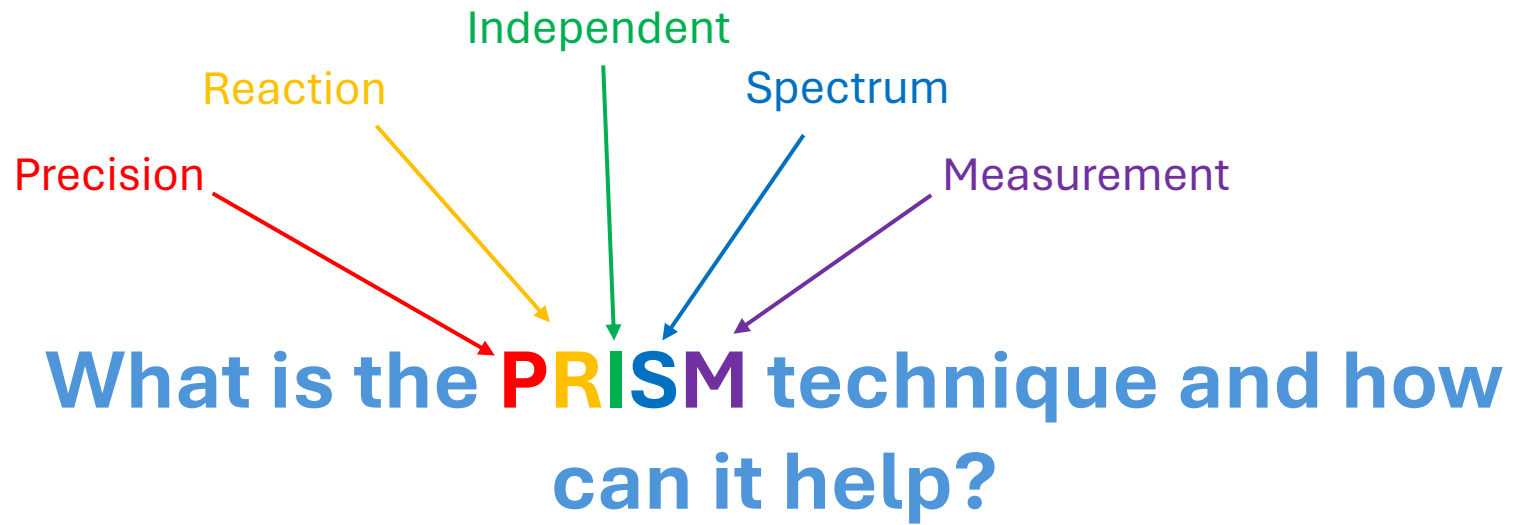 Independent
Reaction
Spectrum
Precision
Measurement
What is the PRISM technique and how
can it help?